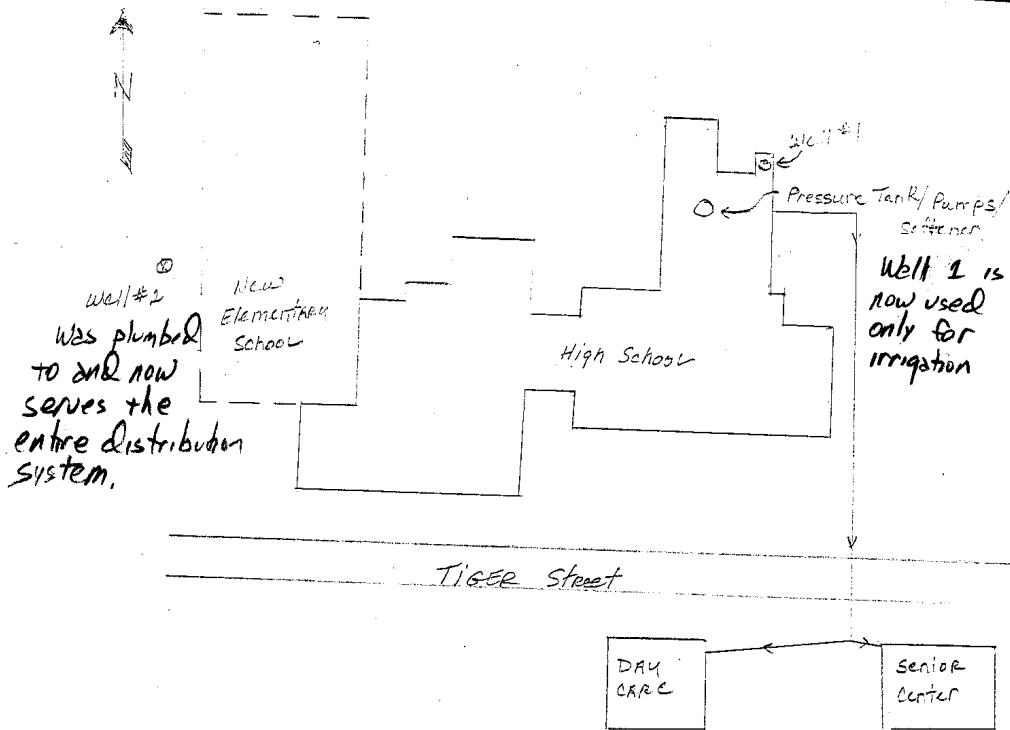 N
Well #1
Pressure Tank/Pumps/
Softener
Well 1 is
now used
only for
irrigation
Well #2
Was plumbed
to and now
serves the
entire distribution
system.
New
Elementary
School
High School
TIGER Street
DAY
CARE
Senior
Center